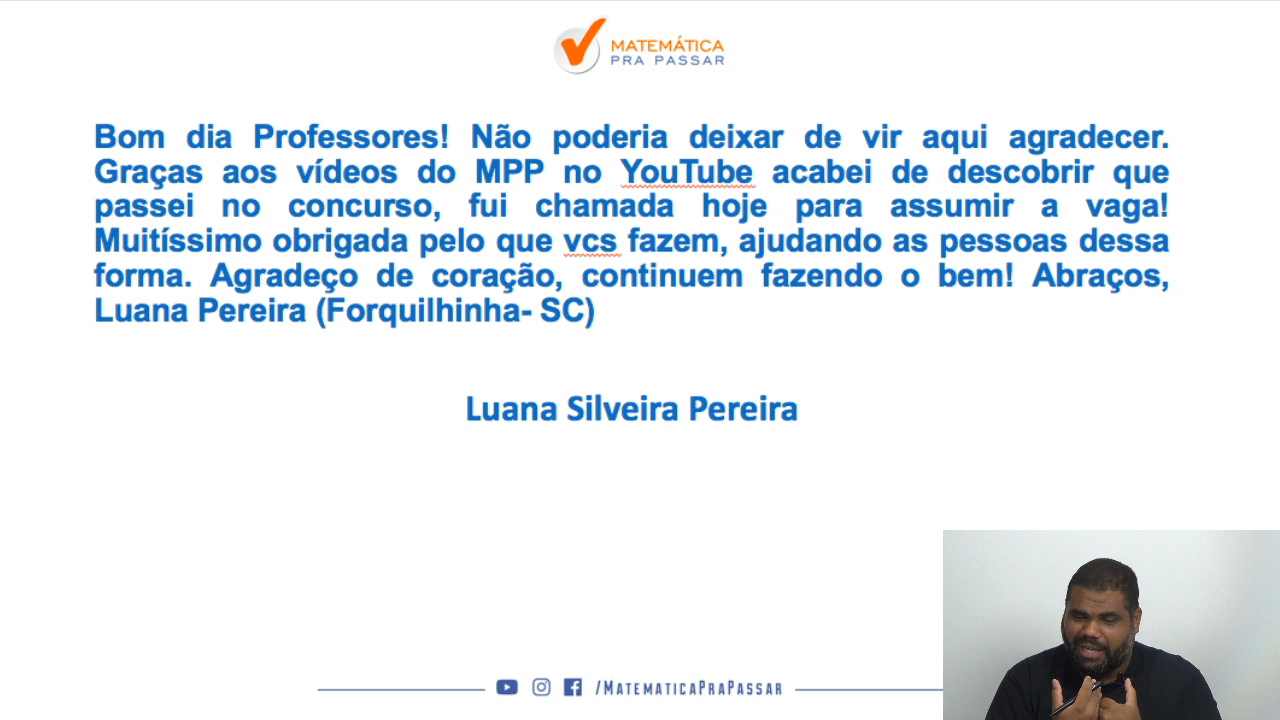 MATEMÁTICA
PRA PASSAR
Bom dia Professores! Não poderia deixar de vir aqui agradecer.
Graças aos vídeos do MPP no YouTube acabei de descobrir que
passei no concurso, fui chamada hoje para assumir a vaga!
Muitíssimo obrigada pelo que vcs fazem, ajudando as pessoas dessa
forma. Agradeço de coração, continuem fazendo o bem! Abraços,
Luana Pereira (Forquilhinha- SC)
Luana Silveira Pereira
/MATEMATICAPRAPASSAR